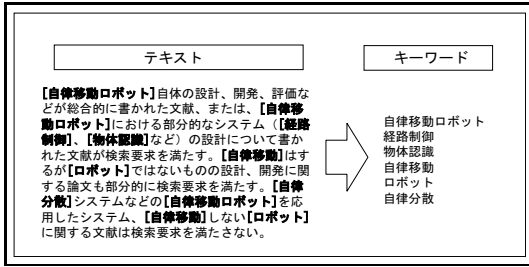 テキスト
キーワード
[自律移動ロボット]自体の設計、開発、評価な
どが総合的に書かれた文献、または、[自律移
動ロボット]における部分的なシステム（[経路
制御]、[物体認識]など）の設計について書か
れた文献が検索要求を満たす。[自律移動]はす
るが[ロボット]ではないものの設計、開発に関
する論文も部分的に検索要求を満たす。[自律
分散]システムなどの[自律移動ロボット]を応
用したシステム、[自律移動]しない[ロボット]
に関する文献は検索要求を満たさない。
自律移動ロボット
経路制御
物体認識
自律移動
ロボット
自律分散